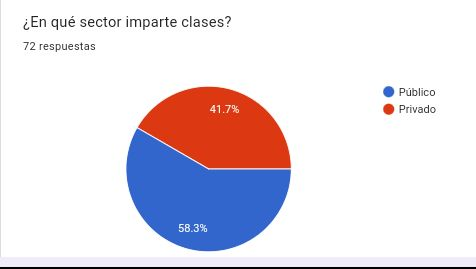 ¿En qué sector imparte clases?
72 respuestas
Público
Privado
41.7%
58.3%